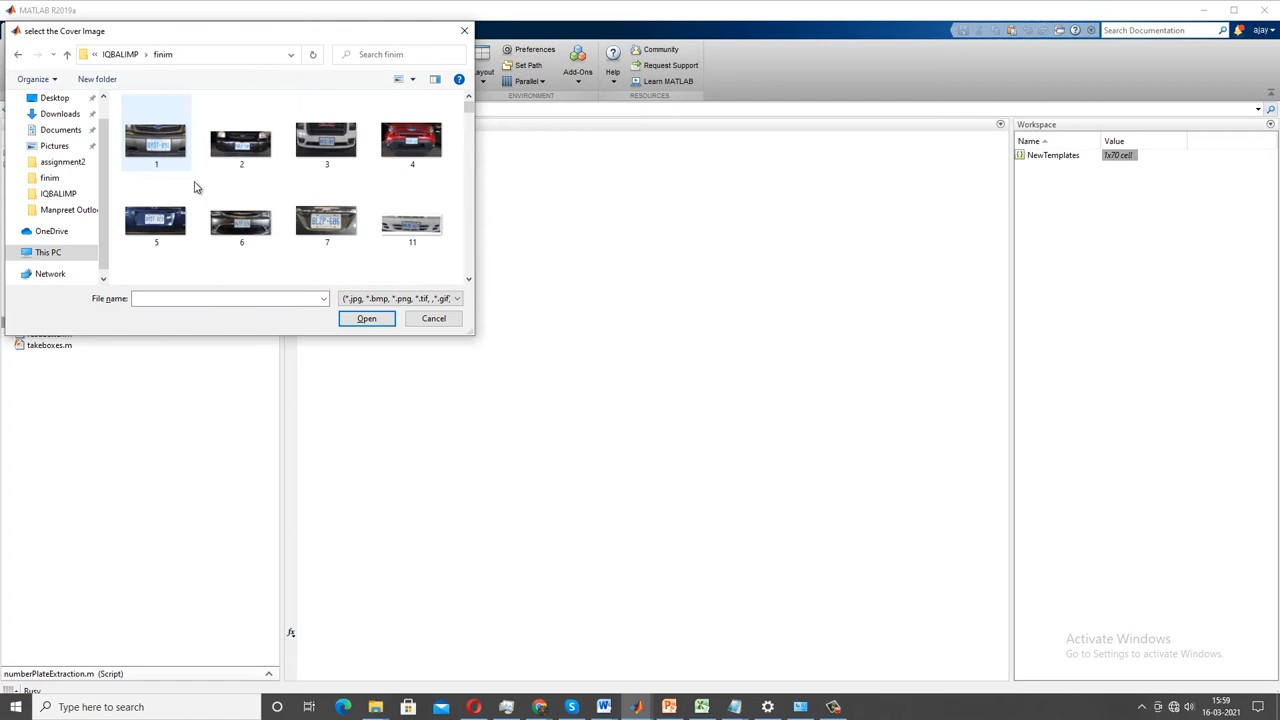 MATLAB R2019a
select the Cover Image
« IQBALIMP › finim
Search finim
Organize
New folder
Desktop
Downloads
Documents
Pictures
assignment2
finim
IQBALIMP
Manpreet Outlo
OneDrive
This PC
Network
1
2
3
4
5
6
7
11
File name:
(*.jpg, *.bmp, *.png, *.tif, ,*.gif)
Open
Cancel
takeboxes.m
Preferences
Set Path
Parallel
Add-Ons
Help
Community
Request Support
Learn MATLAB
ENVIRONMENT
RESOURCES
Search Documentation
ajay
Workspace
Name
Value
NewTemplates
1x70 cell
fx
Activate Windows
Go to Settings to activate Windows.
numberPlateExtraction.m (Script)
Busy
Type here to search
15:59
16-03-2021